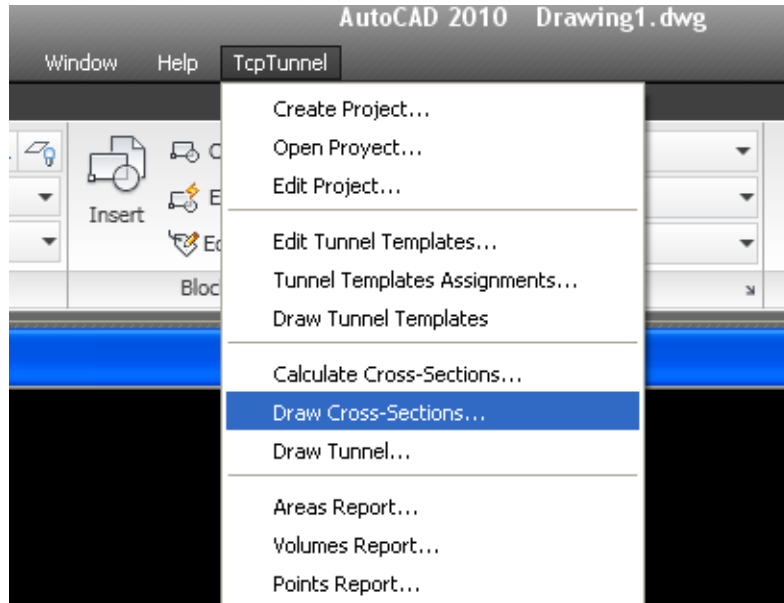 AutoCAD 2010 Drawing1.dwg
Window Help TcpTunnel
Create Project...
Open Proyect...
Edit Project...
Insert
Edit Tunnel Templates...
Tunnel Templates Assignments...
Bloc
Draw Tunnel Templates
Calculate Cross-Sections...
Draw Cross-Sections...
Draw Tunnel...
Areas Report...
Volumes Report...
Points Report...